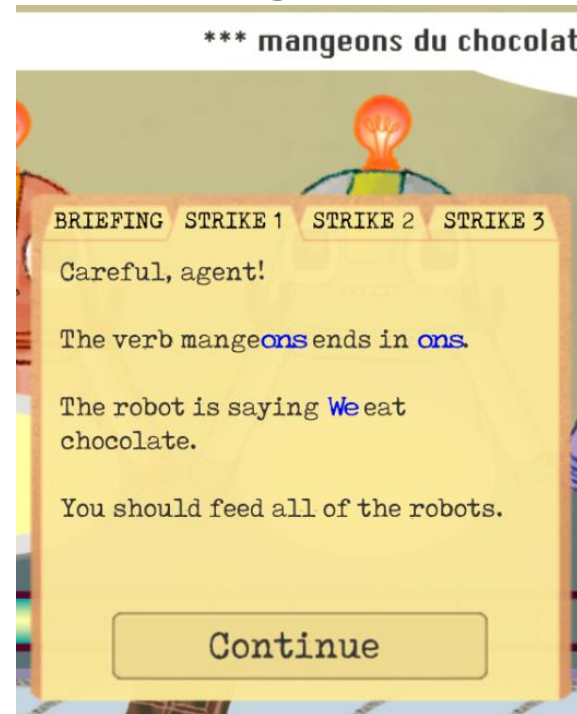 *** mangeons du chocolat
BRIEFING STRIKE 1 STRIKE 2 STRIKE 3
Careful, agent!
The verb mangeons ends in ons.
The robot is saying We eat
chocolate.
You should feed all of the robots.
Continue